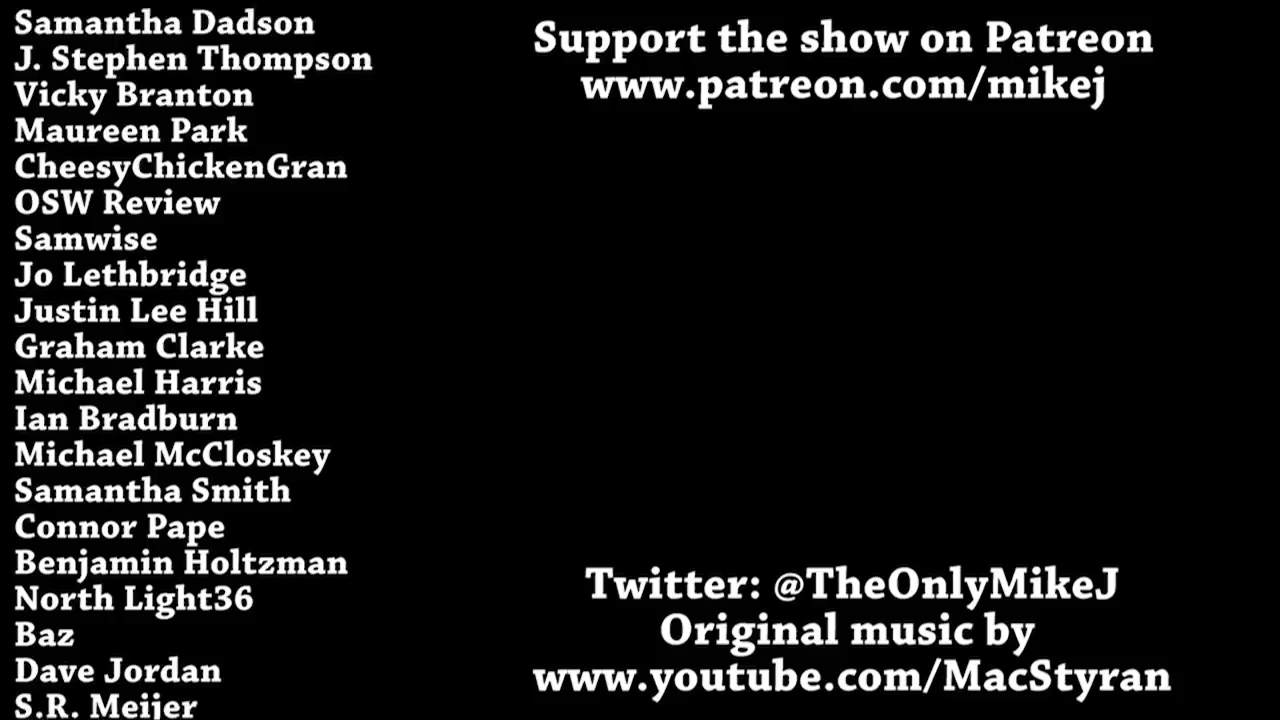 Samantha Dadson
J. Stephen Thompson
Vicky Branton
Maureen Park
CheesyChickenGran
OSW Review
Samwise
Jo Lethbridge
Justin Lee Hill
Graham Clarke
Michael Harris
Ian Bradburn
Michael McCloskey
Samantha Smith
Connor Pape
Benjamin Holtzman
North Light36
Baz
Dave Jordan
S.R. Meijer
Support the show on Patreon
www.patreon.com/mikej
Twitter: @TheOnlyMikeJ
Original music by
www.youtube.com/MacStyran